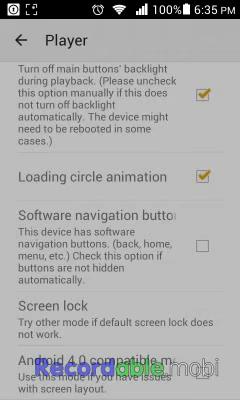 100% 6:35 PM
Player
Turn off main buttons' backlight
during playback. (Please uncheck
this option manually if this does
not turn off backlight
automatically. The device might
need to be rebooted in some
cases.)
Loading circle animation
Software navigation butto
This device has software
navigation buttons. (back, home,
menu, etc.) Check this option if
buttons are not hidden
automatically.
Screen lock
Try other mode if default screen lock does
not work.
Android 4.0 compatible m
Recordable.mobi
Use this mode if you have issues
with screen layout.